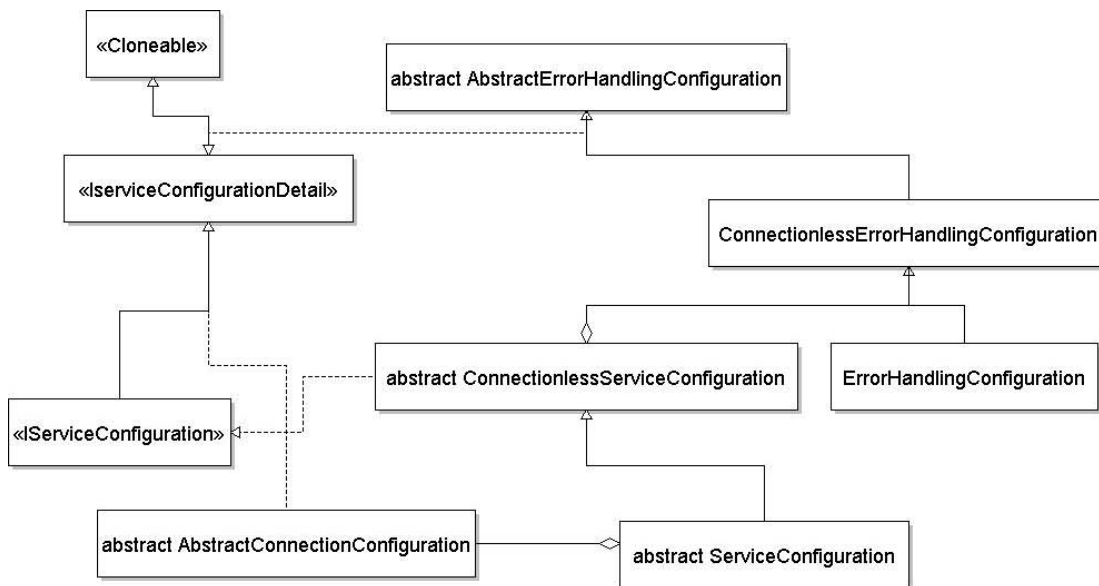 «Cloneable»
abstract AbstractErrorHandlingConfiguration
«IserviceConfigurationDetail»
ConnectionlessErrorHandlingConfiguration
abstract ConnectionlessServiceConfiguration
ErrorHandlingConfiguration
«IServiceConfiguration»
abstract AbstractConnectionConfiguration
abstract ServiceConfiguration